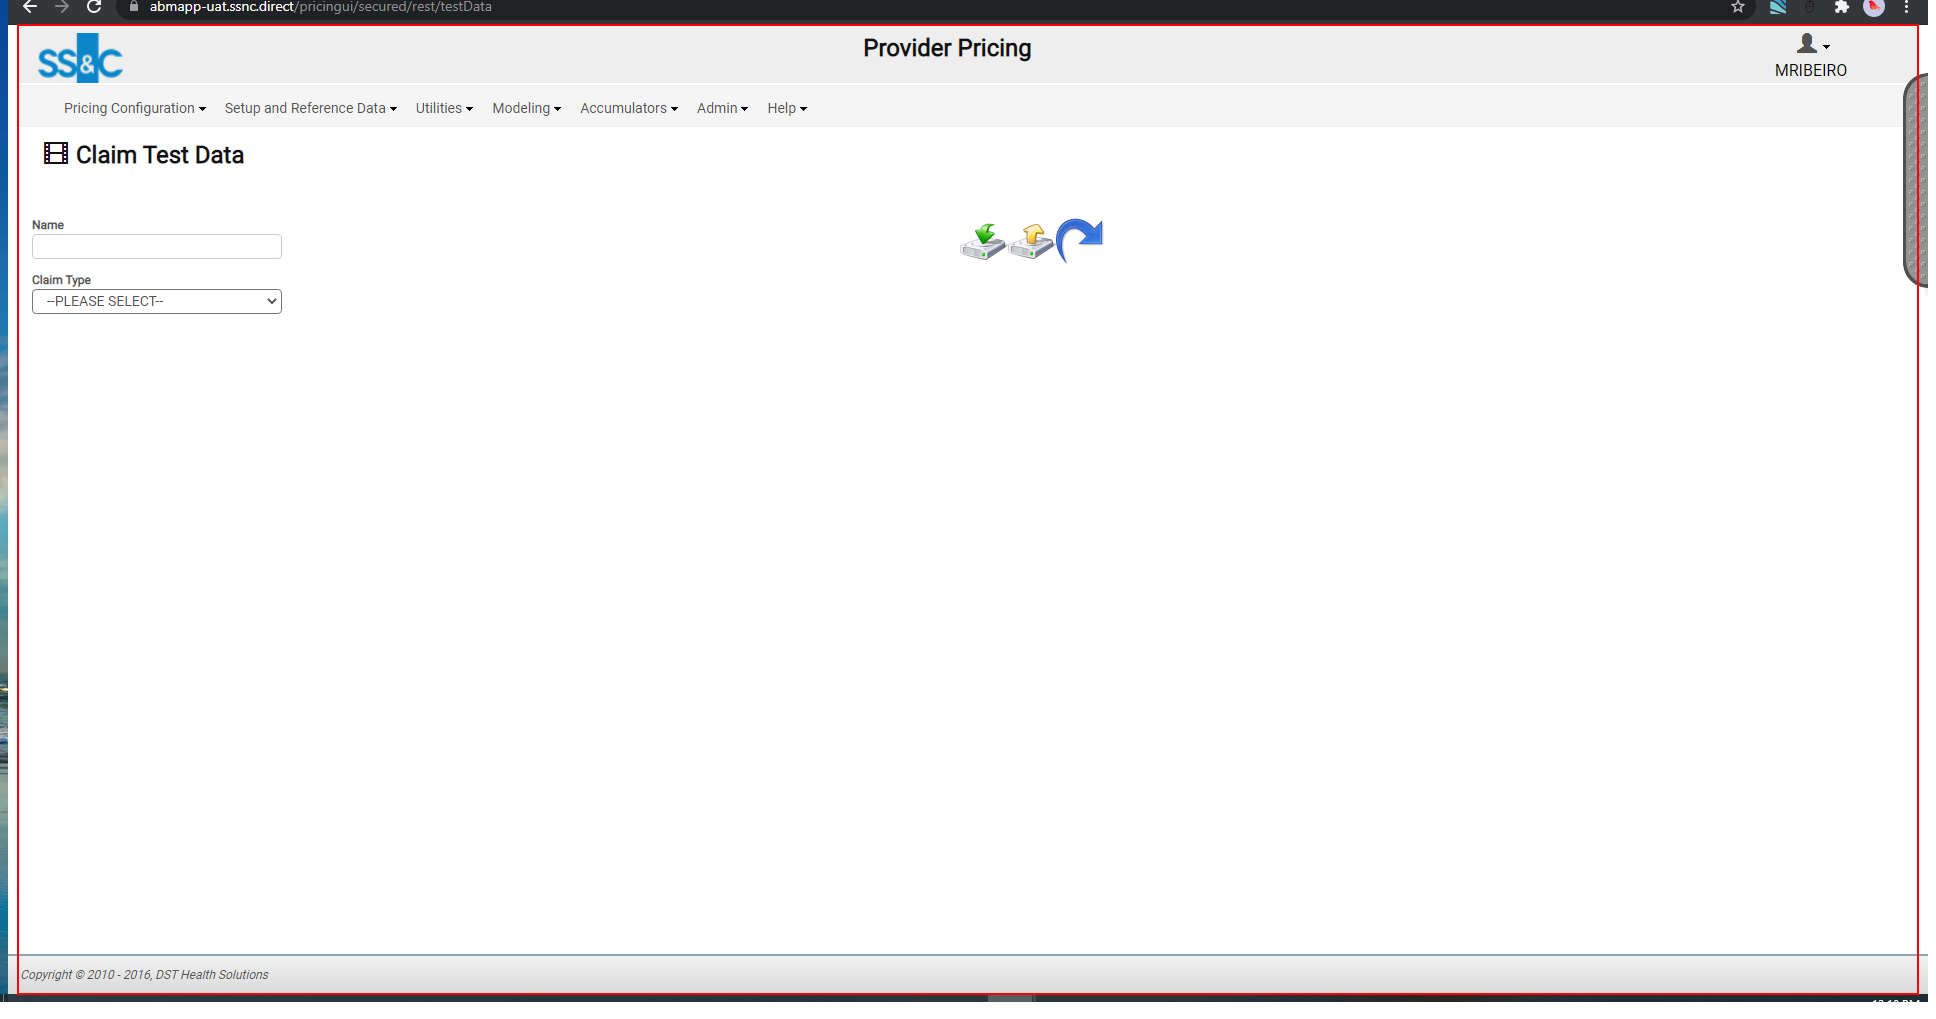 abmapp-uat.ssnc.direct/pricingui/secured/rest/testData
SS&C
Provider Pricing
MRIBEIRO
Pricing Configuration
Setup and Reference Data
Utilities
Modeling
Accumulators
Admin
Help
Claim Test Data
Name
Claim Type
--PLEASE SELECT--
Copyright © 2010 - 2016, DST Health Solutions